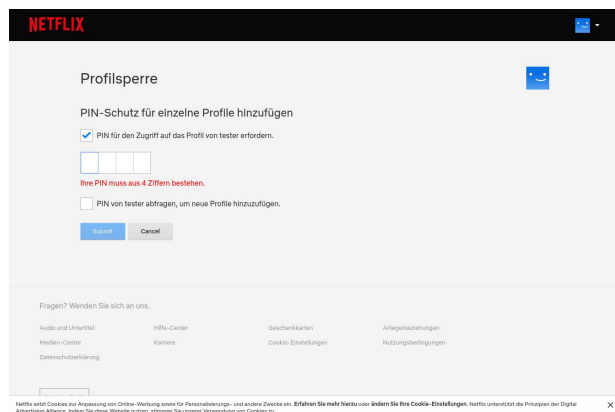 NETFLIX
Profilsperre
PIN-Schutz für einzelne Profile hinzufügen
PIN für den Zugriff auf das Profil von tester erfordern.
Ihre PIN muss aus 4 Ziffern bestehen.
PIN von tester abfragen, um neue Profile hinzuzufügen.
Submit Cancel
Fragen? Wenden Sie sich an uns.
Audio und Untertitel Hilfe-Center Geschenkkarten Anlegerbeziehungen
Medien-Center Karriere Cookie-Einstellungen Nutzungsbedingungen
Datenschutzerklärung
Netflix setzt Cookies zur Anpassung von Online-Werbung sowie für Personalisierungs- und andere Zwecke ein. Erfahren Sie mehr hierzu oder ändern Sie Ihre Cookie-Einstellungen. Netflix unterstützt die Prinzipien der Digital
Advertising Alliance. Indem Sie diese Website nutzen, stimmen Sie unserer Verwendung von Cookies zu